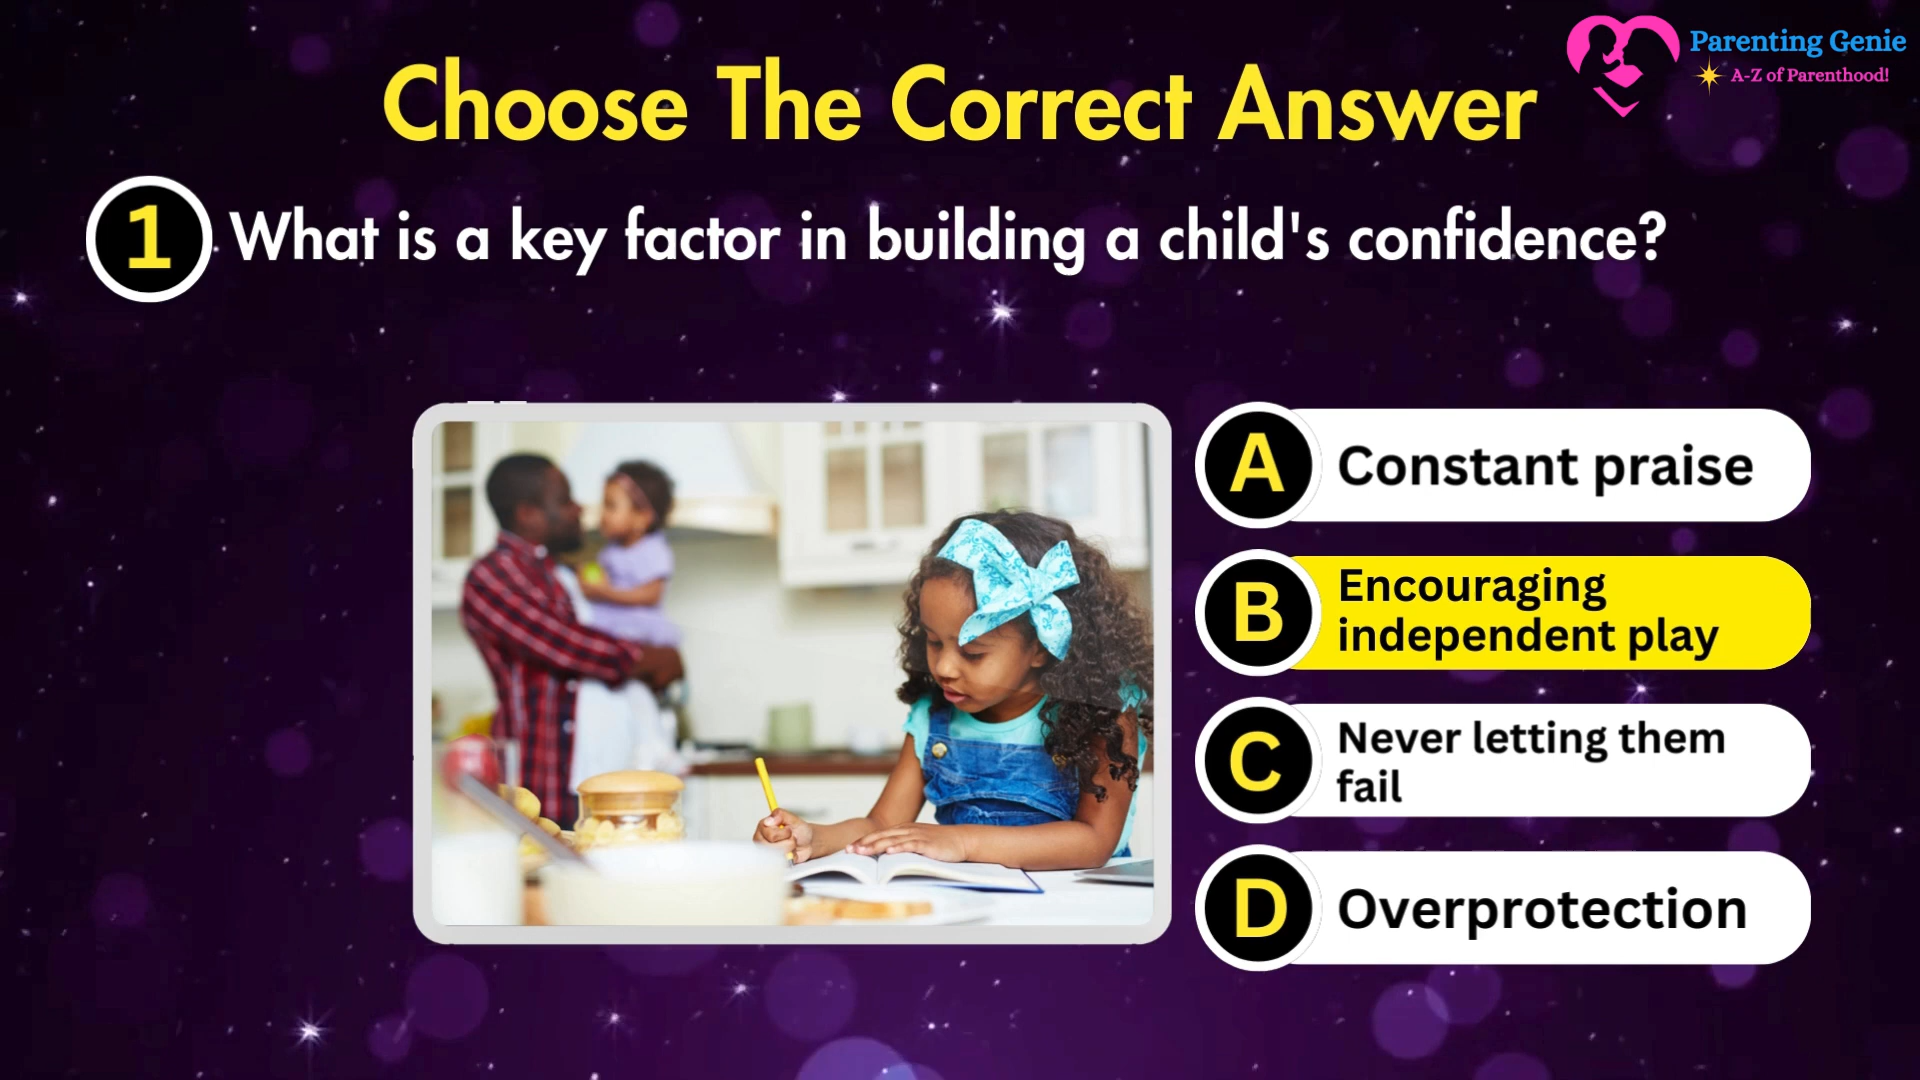 Parenting Genie
A-Z of Parenthood!
Choose The Correct Answer
1 What is a key factor in building a child's confidence?
A Constant praise
B Encouraging
independent play
C Never letting them
fail
D Overprotection